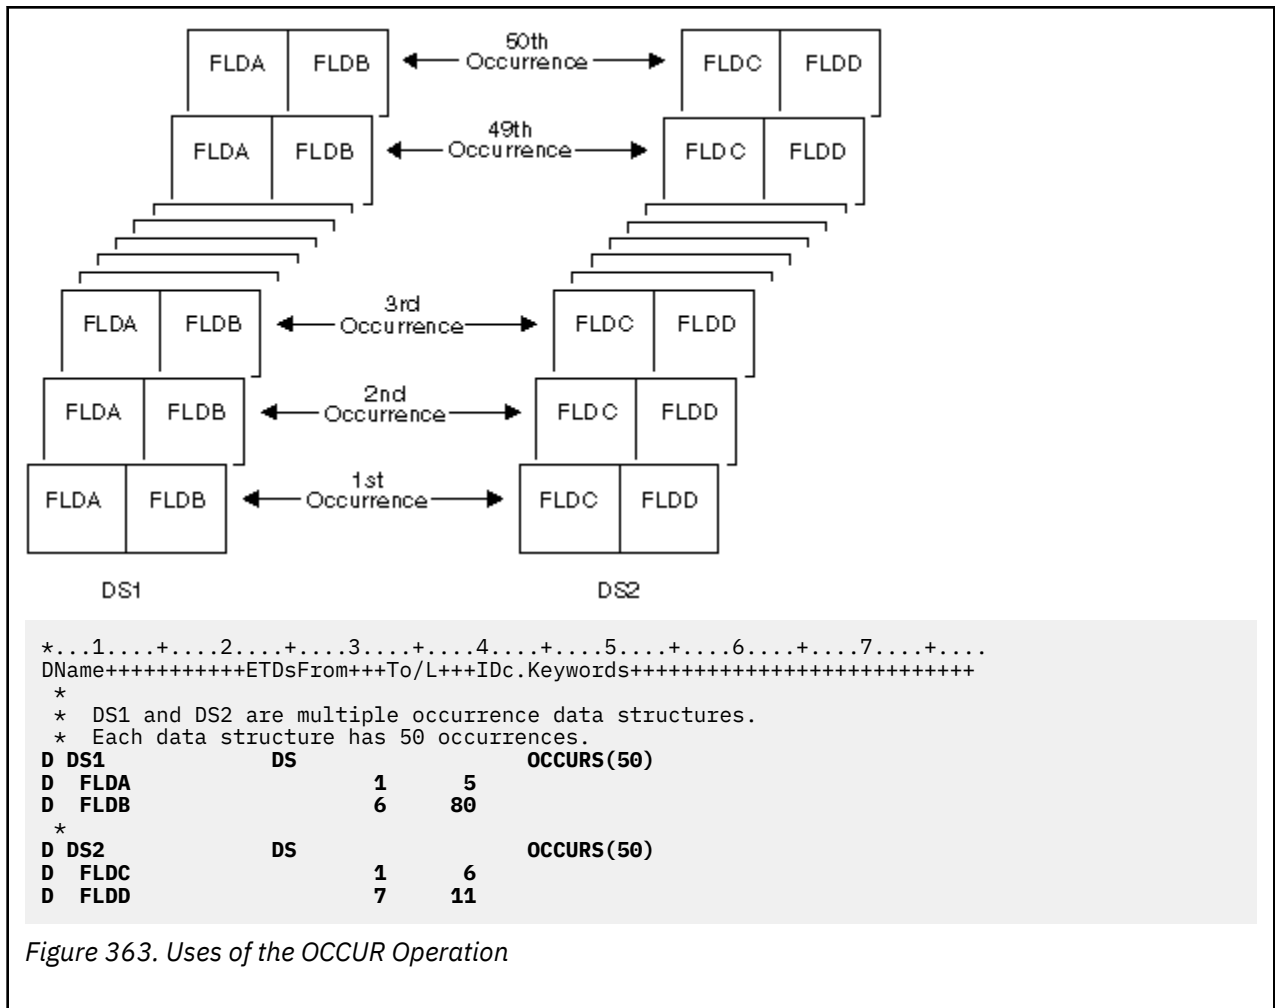 FLDA FLDB 50th Occurrence FLDC FLDD
FLDA FLDB 49th Occurrence FLDC FLDD
FLDA FLDB 3rd Occurrence FLDC FLDD
FLDA FLDB 2nd Occurrence FLDC FLDD
FLDA FLDB 1st Occurrence FLDC FLDD
DS1 DS2
*...1....+....2....+....3....+....4....+....5....+....6....+....7....+....
DName+++++++++++ETDsFrom+++To/L+++IDc.Keywords+++++++++++++++++++++++++++
 *
 *  DS1 and DS2 are multiple occurrence data structures.
 *  Each data structure has 50 occurrences.
D DS1             DS                  OCCURS(50)
D  FLDA                   1      5
D  FLDB                   6     80
 *
D DS2             DS                  OCCURS(50)
D  FLDC                   1      6
D  FLDD                   7     11
Figure 363. Uses of the OCCUR Operation